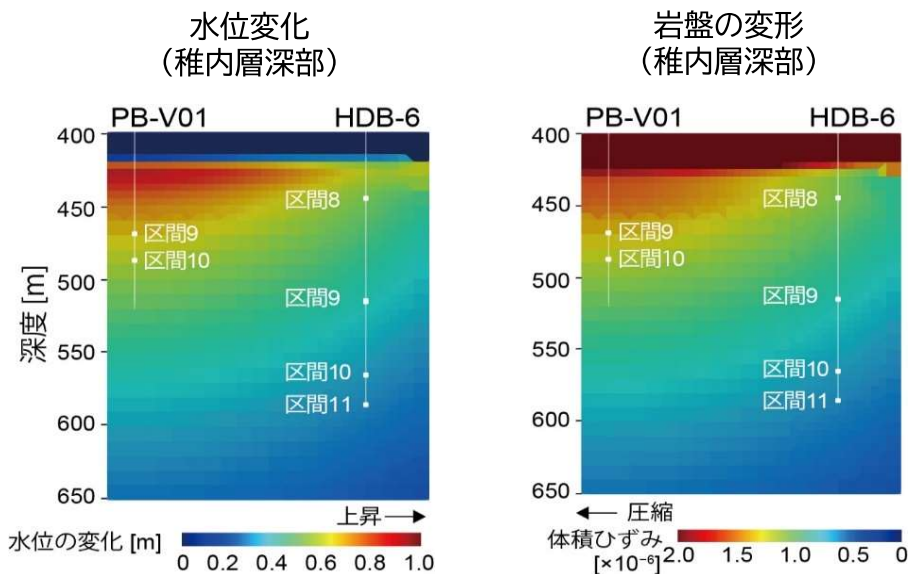 水位変化
（稚内層深部）
PB-V01
HDB-6
400
450
500
550
600
650
深度 [m]
区間9
区間10
区間8
区間9
区間10
区間11
上昇
水位の変化 [m]
0 0.2 0.4 0.6 0.8 1.0
岩盤の変形
（稚内層深部）
PB-V01
HDB-6
400
450
500
550
600
650
区間9
区間10
区間8
区間9
区間10
区間11
圧縮
体積ひずみ
[×10⁻⁶]
2.0 1.5 1.0 0.5 0